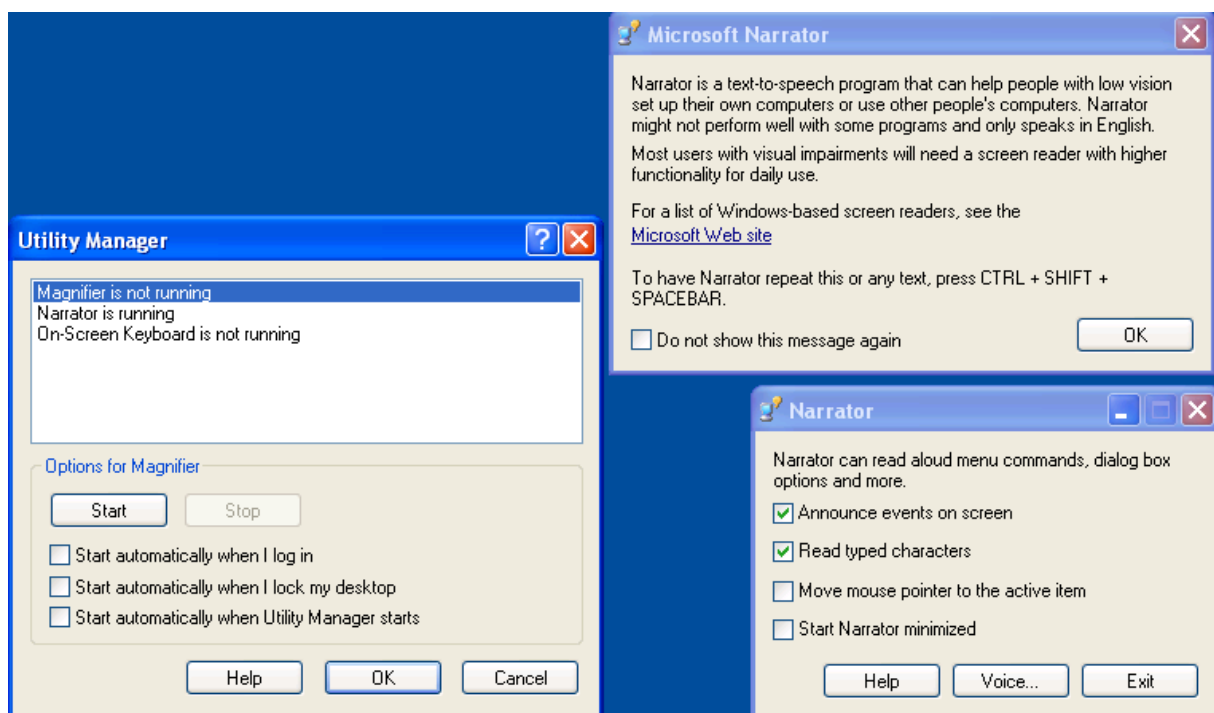 Microsoft Narrator
Narrator is a text-to-speech program that can help people with low vision
set up their own computers or use other people's computers. Narrator
might not perform well with some programs and only speaks in English.
Most users with visual impairments will need a screen reader with higher
functionality for daily use.
For a list of Windows-based screen readers, see the
Microsoft Web site
To have Narrator repeat this or any text, press CTRL + SHIFT +
SPACEBAR.
Do not show this message again
OK
Utility Manager
Magnifier is not running
Narrator is running
On-Screen Keyboard is not running
Options for Magnifier
Start Stop
Start automatically when I log in
Start automatically when I lock my desktop
Start automatically when Utility Manager starts
Help OK Cancel
Narrator
Narrator can read aloud menu commands, dialog box
options and more.
Announce events on screen
Read typed characters
Move mouse pointer to the active item
Start Narrator minimized
Help Voice... Exit